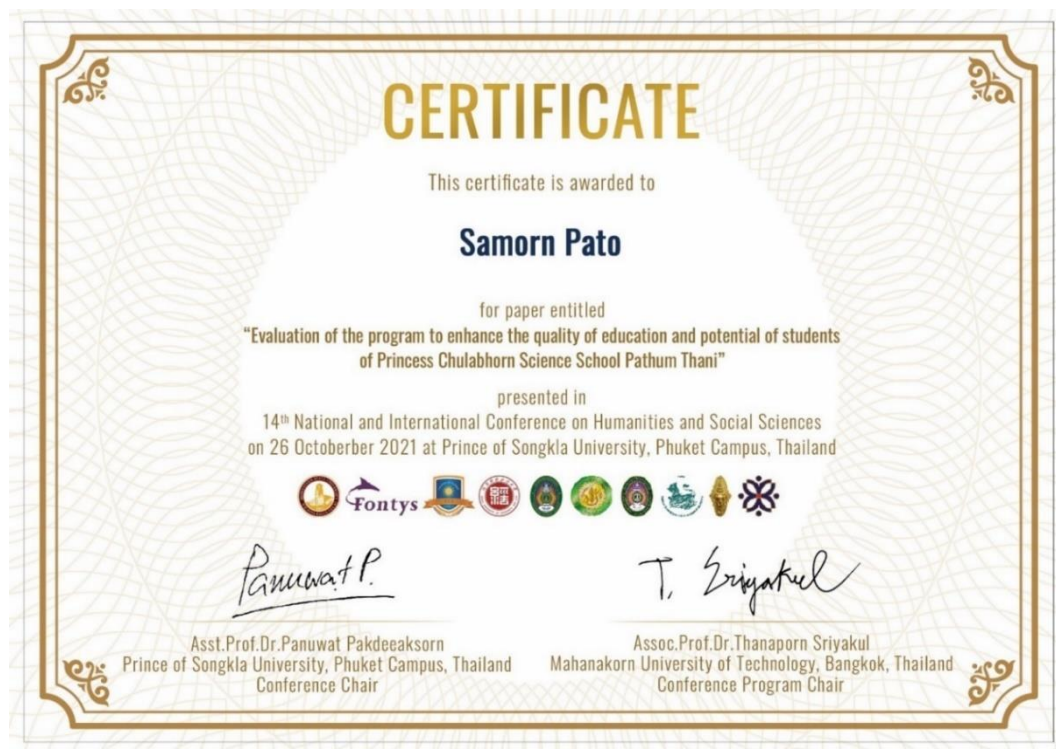 CERTIFICATE
This certificate is awarded to
Samorn Pato
for paper entitled
“Evaluation of the program to enhance the quality of education and potential of students
of Princess Chulabhorn Science School Pathum Thani”
presented in
14th National and International Conference on Humanities and Social Sciences
on 26 Octoberber 2021 at Prince of Songkla University, Phuket Campus, Thailand
Fontys
Panuwat P.
T. Sriyakul
Asst.Prof.Dr.Panuwat Pakdeeaksorn
Prince of Songkla University, Phuket Campus, Thailand
Conference Chair
Assoc.Prof.Dr.Thanaporn Sriyakul
Mahanakorn University of Technology, Bangkok, Thailand
Conference Program Chair